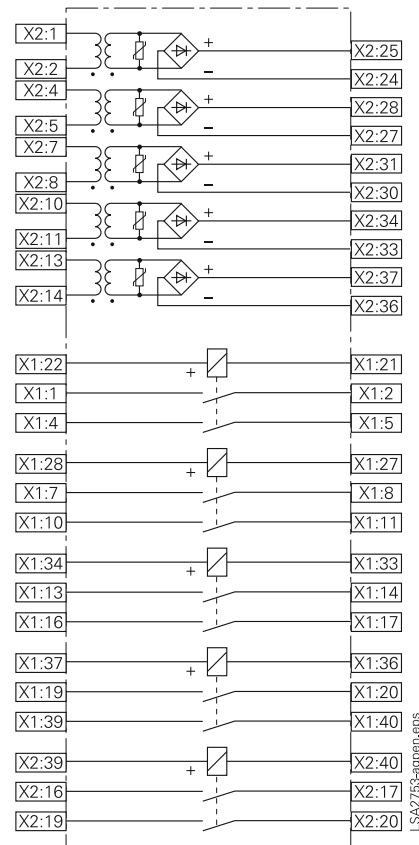 X2:1
+
X2:25
X2:2
−
X2:24
X2:4
+
X2:28
X2:5
−
X2:27
X2:7
+
X2:31
X2:8
−
X2:30
X2:10
+
X2:34
X2:11
−
X2:33
X2:13
+
X2:37
X2:14
−
X2:36
X1:22
+
X1:21
X1:1
X1:2
X1:4
X1:5
X1:28
+
X1:27
X1:7
X1:8
X1:10
X1:11
X1:34
+
X1:33
X1:13
X1:14
X1:16
X1:17
X1:37
+
X1:36
X1:19
X1:20
X1:39
X1:40
X2:39
+
X2:40
X2:16
X2:17
X2:19
X2:20
LSA2753-agpen.eps